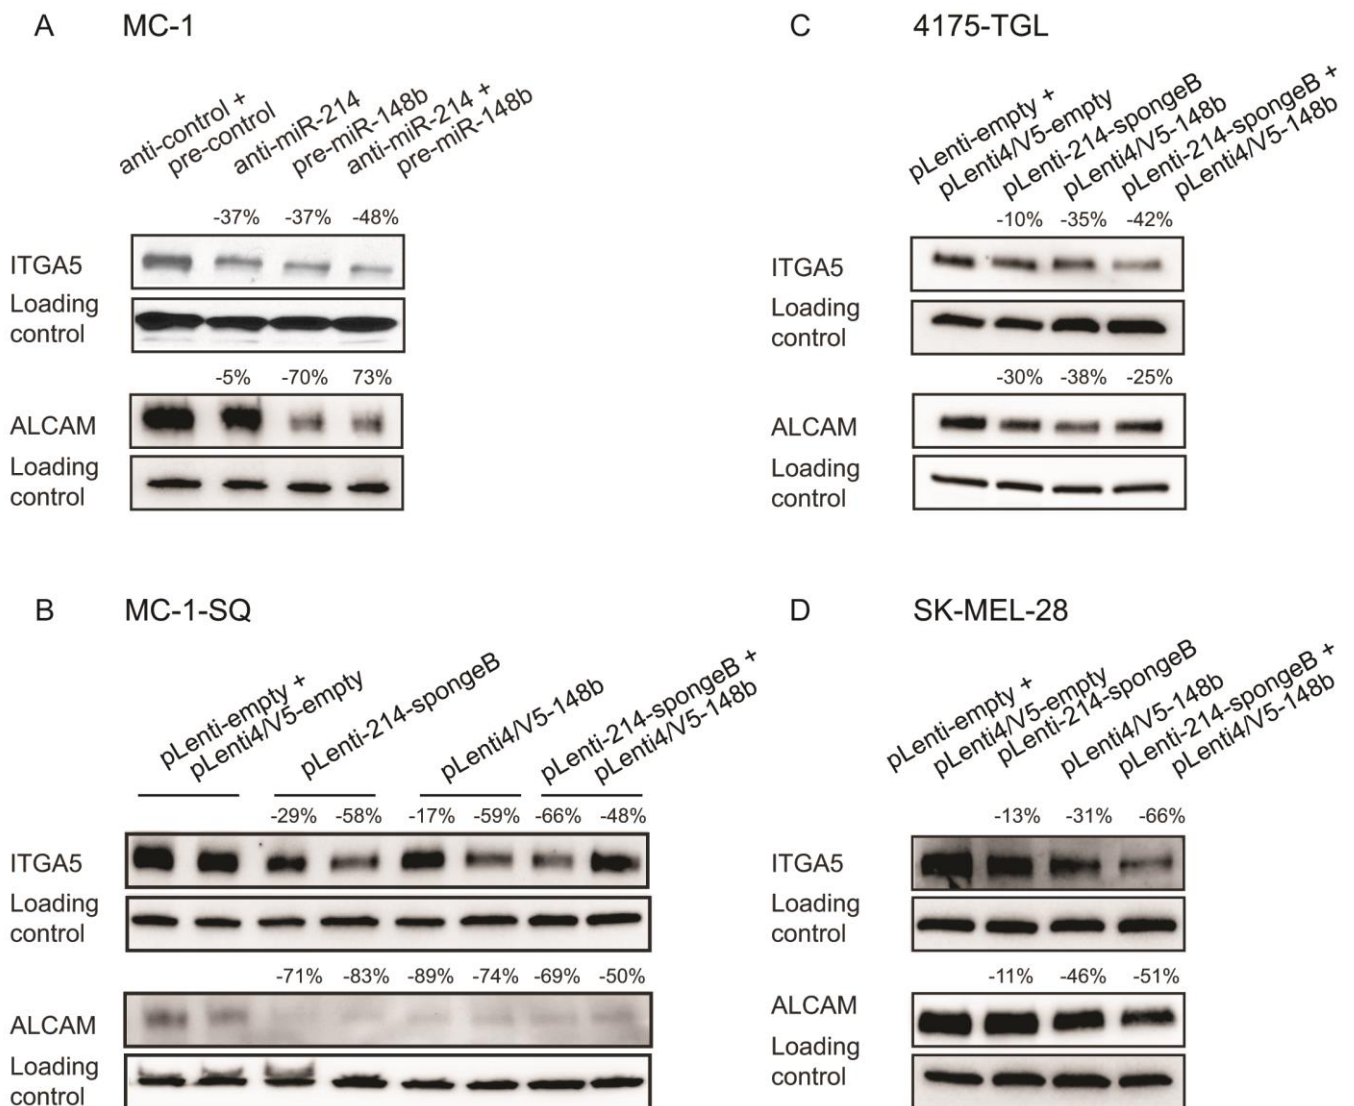 A MC-1
anti-control +
pre-control
anti-miR-214
pre-miR-148b
anti-miR-214 +
pre-miR-148b
-37% -37% -48%
ITGA5
Loading
control
-5% -70% 73%
ALCAM
Loading
control
C 4175-TGL
pLenti-empty +
pLenti4/V5-empty
pLenti-214-spongeB
pLenti4/V5-148b
pLenti-214-spongeB +
pLenti4/V5-148b
-10% -35% -42%
ITGA5
Loading
control
-30% -38% -25%
ALCAM
Loading
control
B MC-1-SQ
pLenti-empty +
pLenti4/V5-empty
pLenti-214-spongeB
pLenti4/V5-148b
pLenti-214-spongeB +
pLenti4/V5-148b
-29% -58% -17% -59% -66% -48%
ITGA5
Loading
control
-71% -83% -89% -74% -69% -50%
ALCAM
Loading
control
D SK-MEL-28
pLenti-empty +
pLenti4/V5-empty
pLenti-214-spongeB
pLenti4/V5-148b
pLenti-214-spongeB +
pLenti4/V5-148b
-13% -31% -66%
ITGA5
Loading
control
-11% -46% -51%
ALCAM
Loading
control